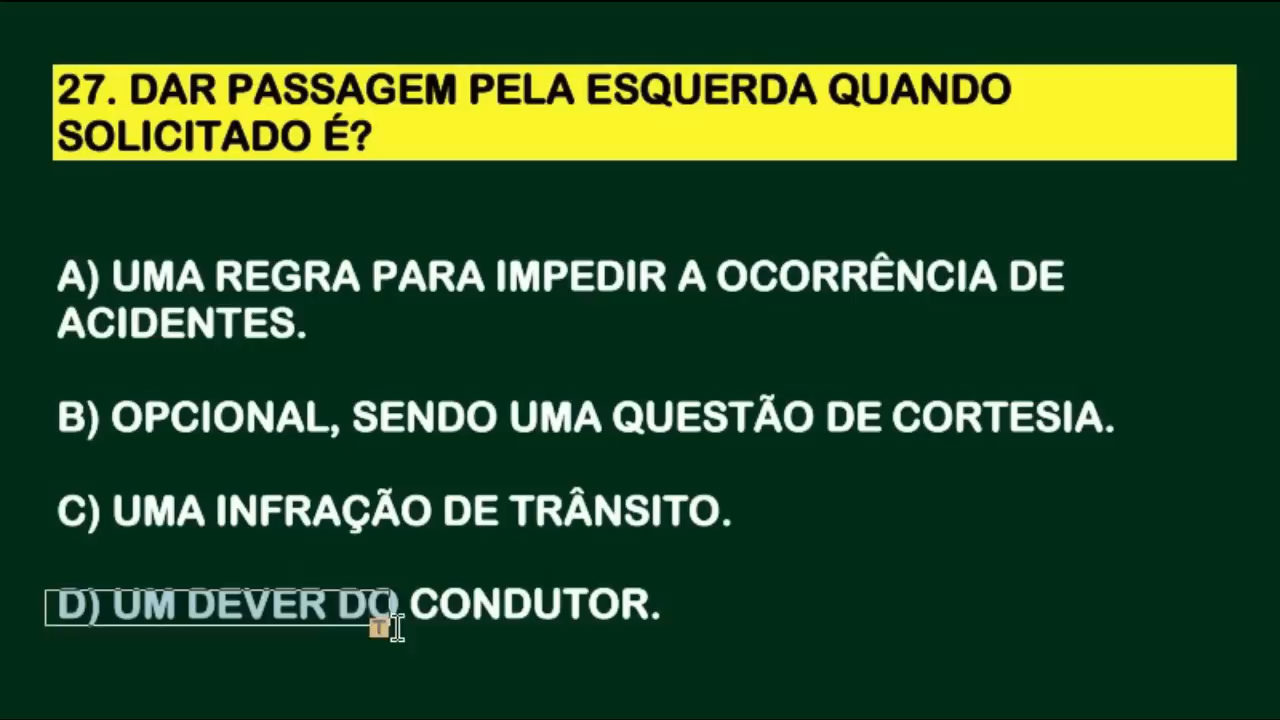 27. DAR PASSAGEM PELA ESQUERDA QUANDO
SOLICITADO É?
A) UMA REGRA PARA IMPEDIR A OCORRÊNCIA DE
ACIDENTES.
B) OPCIONAL, SENDO UMA QUESTÃO DE CORTESIA.
C) UMA INFRAÇÃO DE TRÂNSITO.
D) UM DEVER DO CONDUTOR.
T